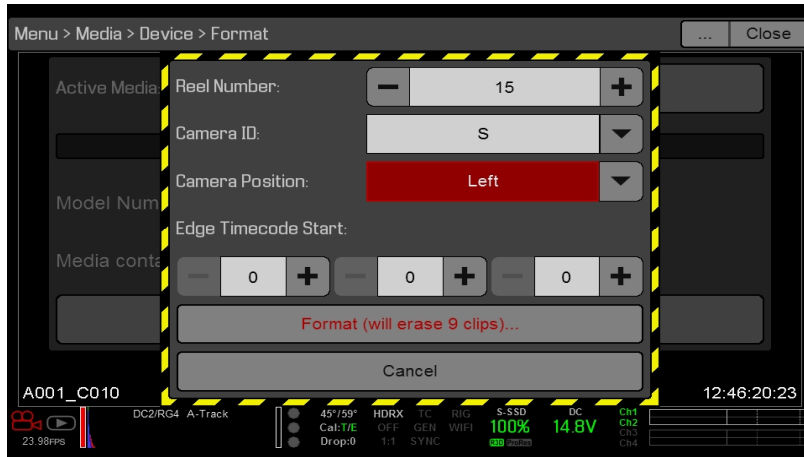 Menu > Media > Device > Format ... Close
Active Media:
Reel Number: 15
Camera ID: S
Camera Position: Left
Model Num
Edge Timecode Start:
Media conta
0 0 0
Format (will erase 9 clips)...
Cancel
A001_C010 12:46:20:23
DC2/RG4 A-Track 45°/59° HDRX TC RIG S-SSD DC Ch1
Cal:T/E OFF GEN WIFI 100% 14.8V Ch2
23.98FPS Drop:0 1:1 SYNC R3D ProRes Ch3
Ch4